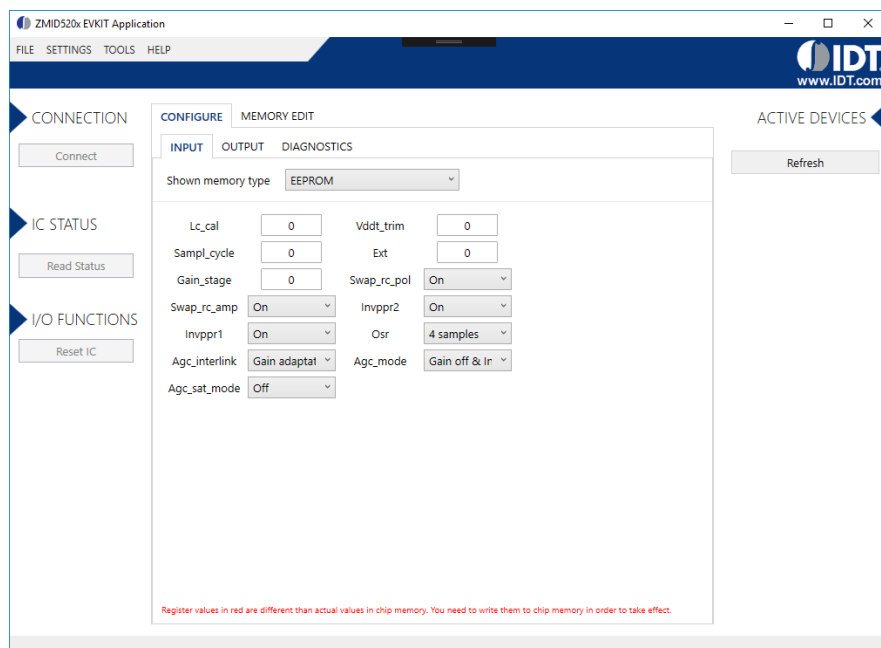 ZMID520x EVKIT Application
FILE SETTINGS TOOLS HELP
IDT
www.IDT.com
CONNECTION
Connect
IC STATUS
Read Status
I/O FUNCTIONS
Reset IC
CONFIGURE MEMORY EDIT
INPUT OUTPUT DIAGNOSTICS
Shown memory type EEPROM
Lc_cal 0 Vddt_trim 0
Sampl_cycle 0 Ext 0
Gain_stage 0 Swap_rc_pol On
Swap_rc_amp On Invppr2 On
Invppr1 On Osr 4 samples
Agc_interlink Gain adaptat Agc_mode Gain off & In
Agc_sat_mode Off
Register values in red are different than actual values in chip memory. You need to write them to chip memory in order to take effect.
ACTIVE DEVICES
Refresh